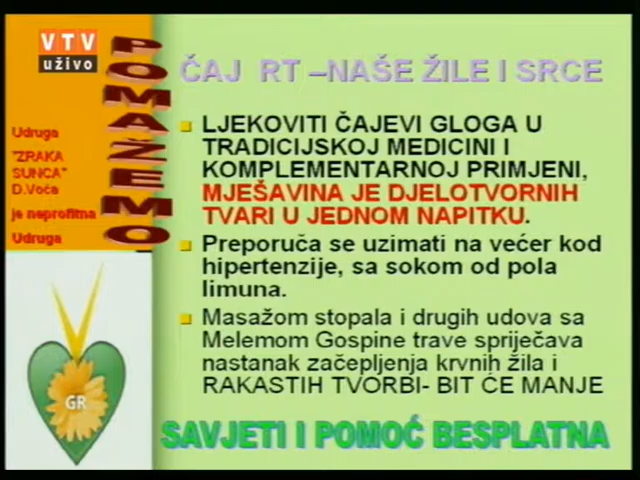 VTV
uživo
POMAŽEMO
Udruga
"ZRAKA
SUNCA"
D.Voća
je neprofitna
Udruga
GR
ČAJ RT –NAŠE ŽILE I SRCE
LJEKOVITI ČAJEVI GLOGA U
TRADICIJSKOJ MEDICINI I
KOMPLEMENTARNOJ PRIMJENI,
MJEŠAVINA JE DJELOTVORNIH
TVARI U JEDNOM NAPITKU.
Preporuča se uzimati na većer kod
hipertenzije, sa sokom od pola
limuna.
Masažom stopala i drugih udova sa
Melemom Gospine trave spriječava
nastanak začepljenja krvnih žila i
RAKASTIH TVORBI- BIT ĆE MANJE
SAVJETI I POMOĆ BESPLATNA